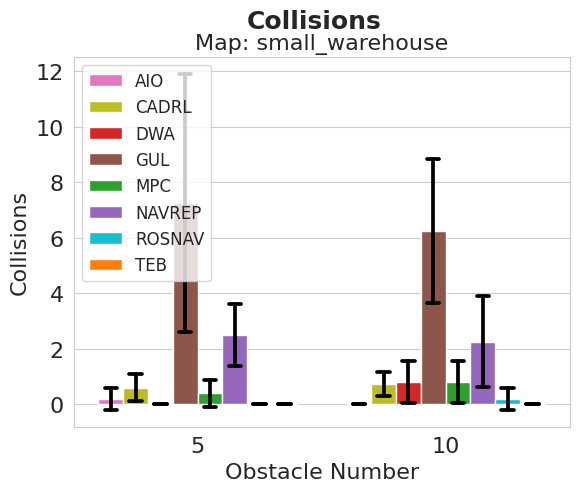 Collisions
Map: small_warehouse
12
10
8
6
4
2
0
Collisions
AIO
CADRL
DWA
GUL
MPC
NAVREP
ROSNAV
TEB
5
10
Obstacle Number